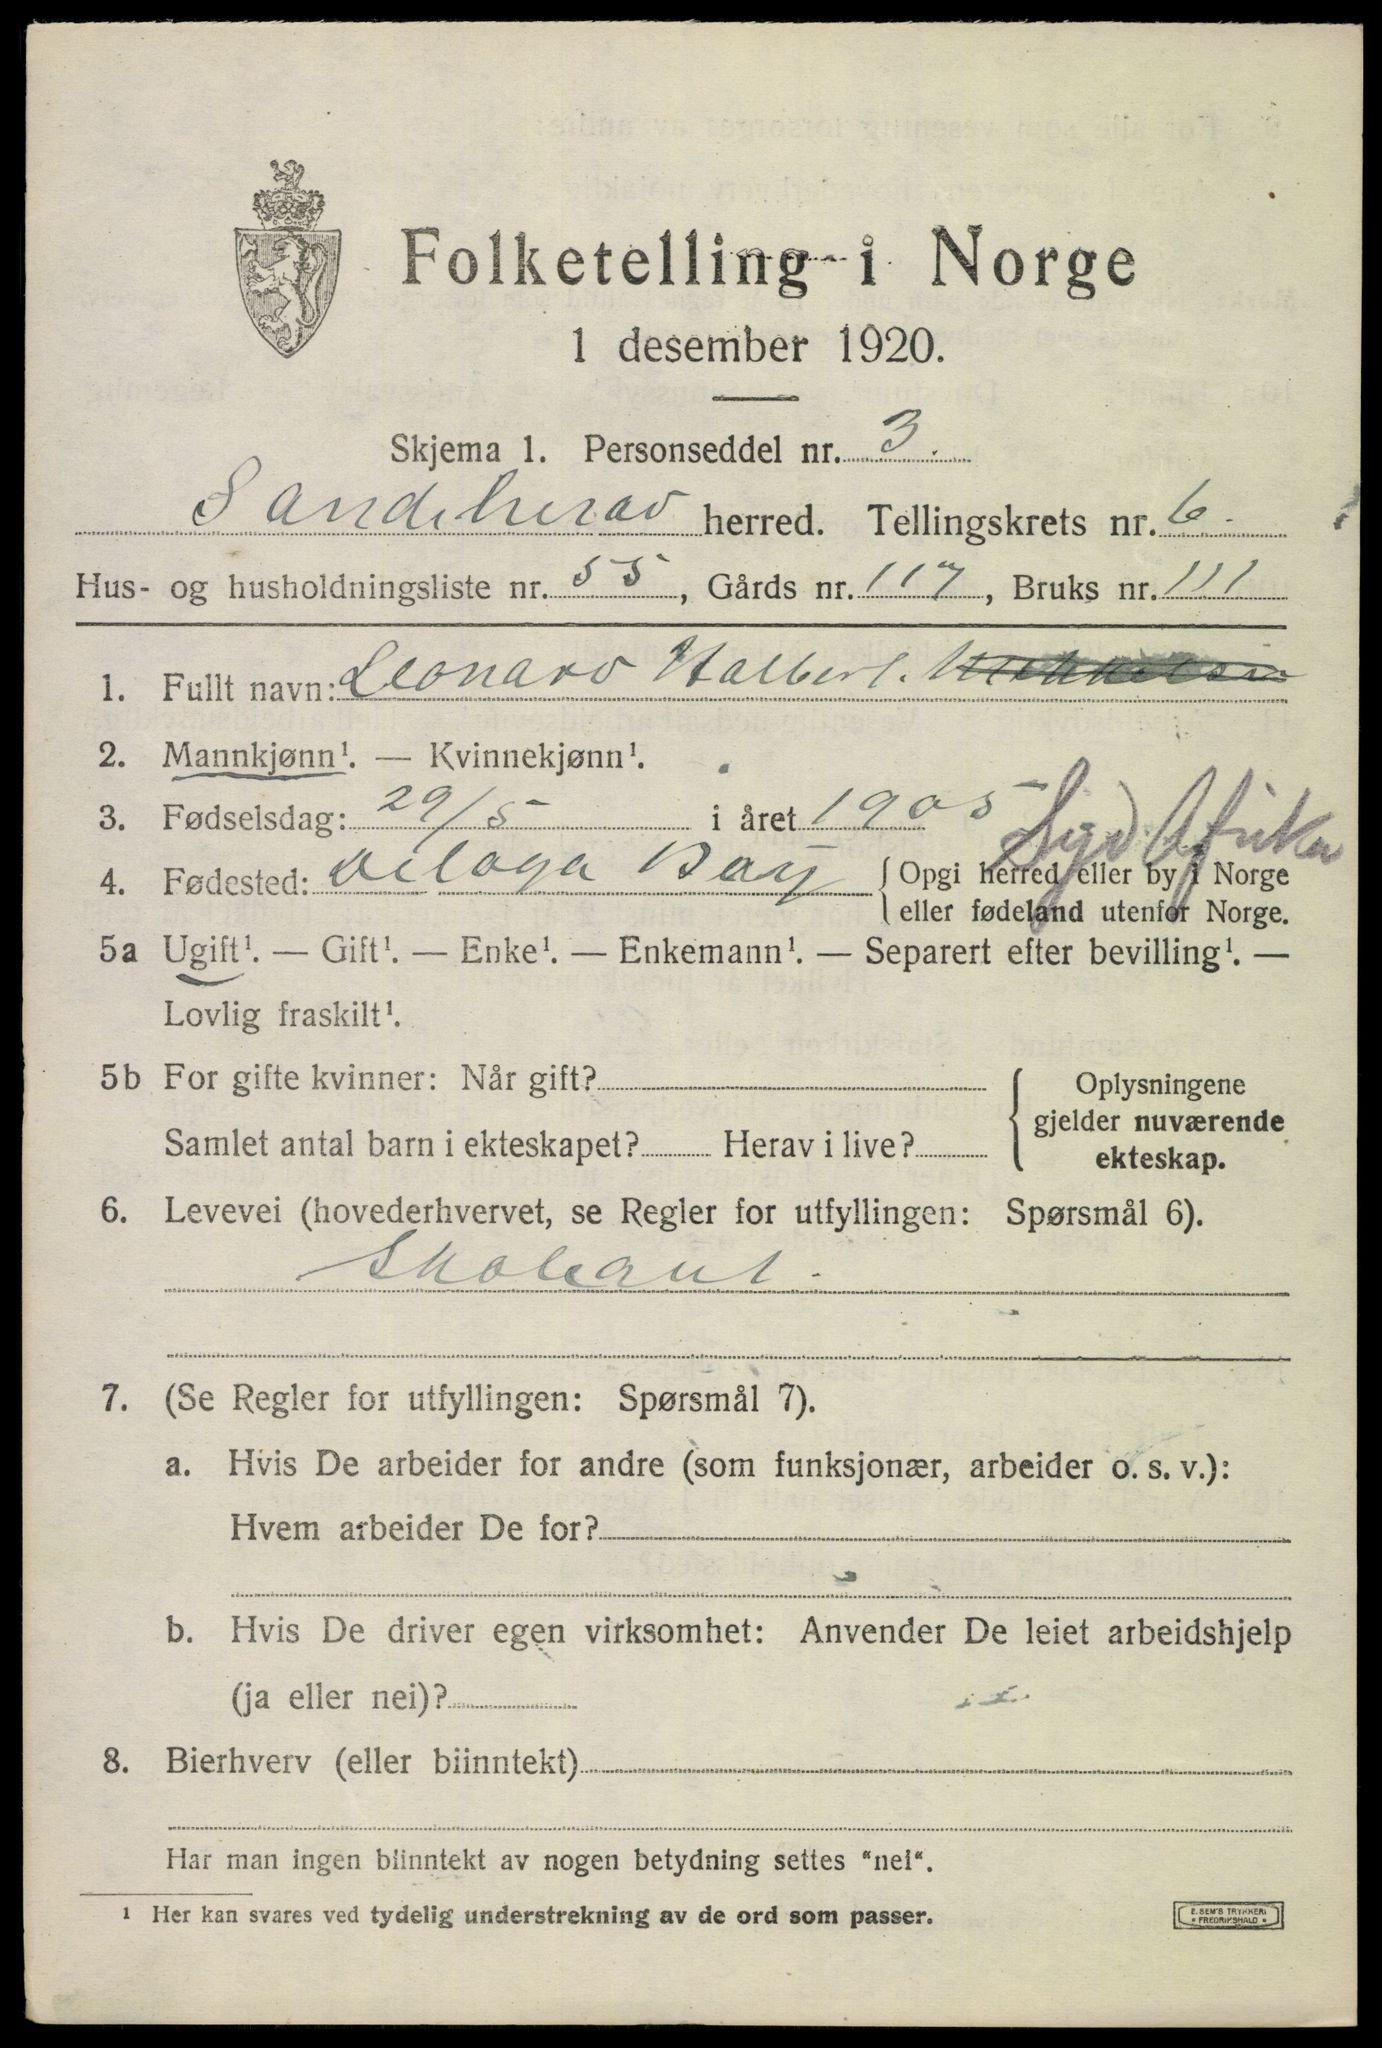 Folketelling i Norge
1 desember 1920.
Skjema 1. Personseddel nr. 3.
Sandeherad herred. Tellingskrets nr. 6.
Hus- og husholdningsliste nr. 55, Gårds nr. 117, Bruks nr. 111
1. Fullt navn: Leonard Halbert.
2. Mannkjønn¹. — Kvinnekjønn¹.
3. Fødselsdag: 29/5 i året 1905
Syd Afrika
4. Fødested: Delaga Bay { Opgi herred eller by i Norge
eller fødeland utenfor Norge.
5a Ugift¹. — Gift¹. — Enke¹. — Enkemann¹. — Separert efter bevilling¹. —
Lovlig fraskilt¹.
5b For gifte kvinner: Når gift? { Oplysningene
gjelder nuværende
Samlet antal barn i ekteskapet? Herav i live? ekteskap.
6. Levevei (hovederhvervet, se Regler for utfyllingen: Spørsmål 6).
Skolegut.
7. (Se Regler for utfyllingen: Spørsmål 7).
a. Hvis De arbeider for andre (som funksjonær, arbeider o. s. v.):
Hvem arbeider De for?
b. Hvis De driver egen virksomhet: Anvender De leiet arbeidshjelp
(ja eller nei)?
8. Bierhverv (eller biinntekt)
Har man ingen biinntekt av nogen betydning settes "nei".
¹ Her kan svares ved tydelig understrekning av de ord som passer.
E. SEM'S TRYKKERI
• FREDRIKSHALD •